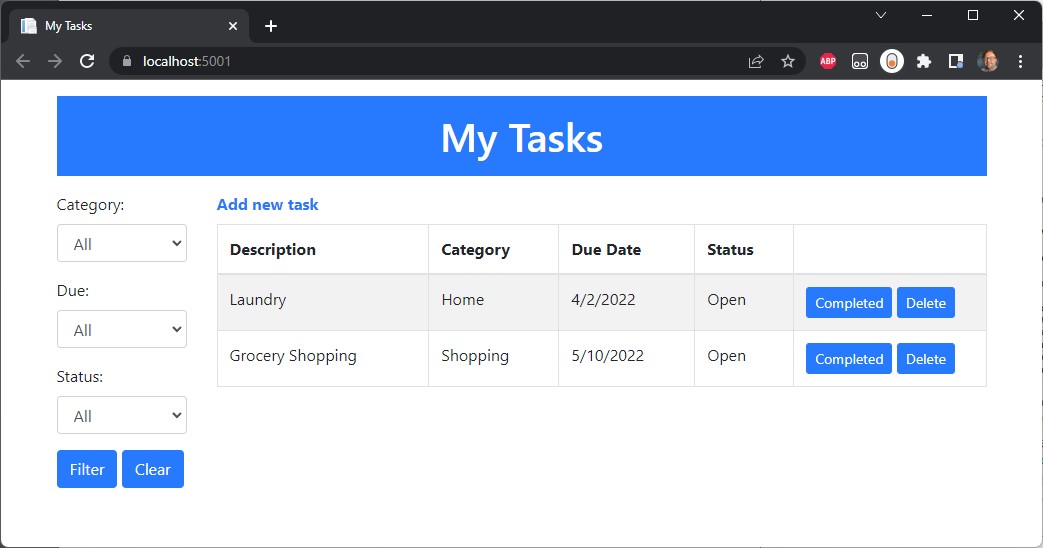 My Tasks
localhost:5001
ABP
My Tasks
Category:
All
Due:
All
Status:
All
Filter Clear
Add new task
Description Category Due Date Status
Laundry Home 4/2/2022 Open Completed Delete
Grocery Shopping Shopping 5/10/2022 Open Completed Delete